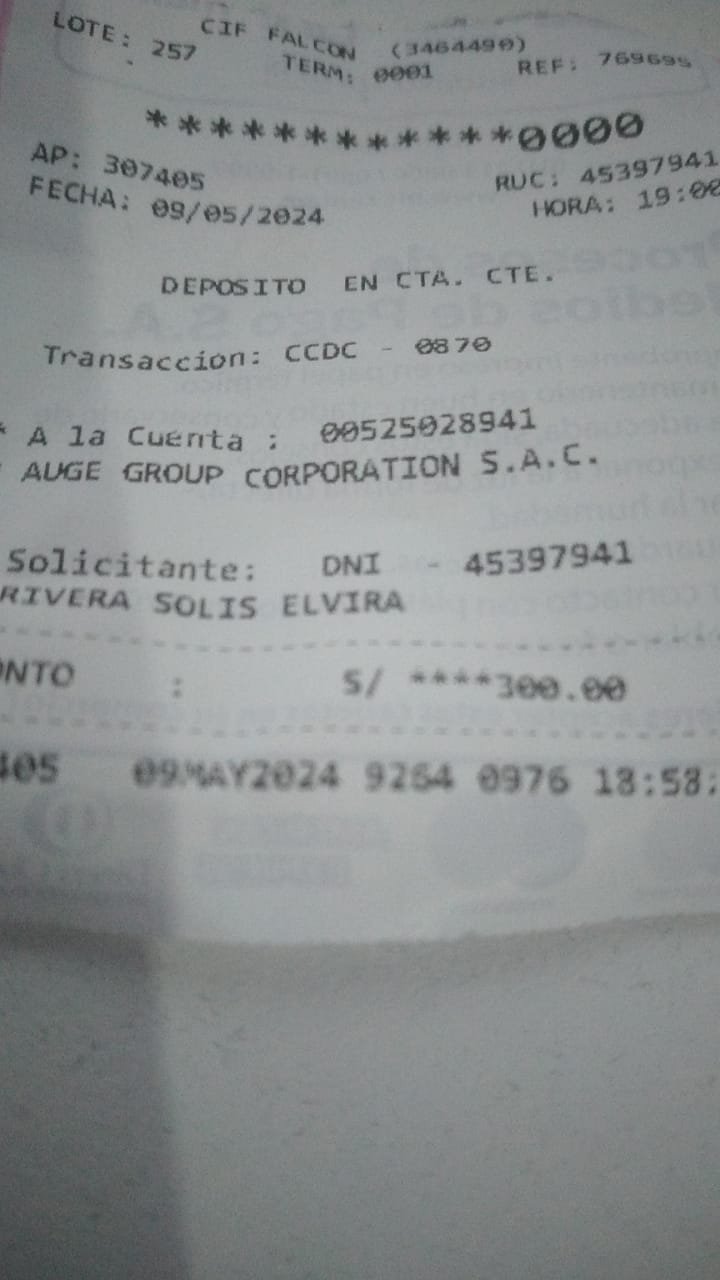 CIF FALCON (3464490)
LOTE: 257 TERM: 0001 REF: 769695
************0000
AP: 307405 RUC: 45397941
FECHA: 09/05/2024 HORA: 19:00
DEPOSITO EN CTA. CTE.
Transaccion: CCDC - 0870
* A la Cuenta : 00525028941
AUGE GROUP CORPORATION S.A.C.
Solicitante: DNI - 45397941
RIVERA SOLIS ELVIRA
ONTO : S/ ****300.00
405 09MAY2024 9264 0976 18:58: